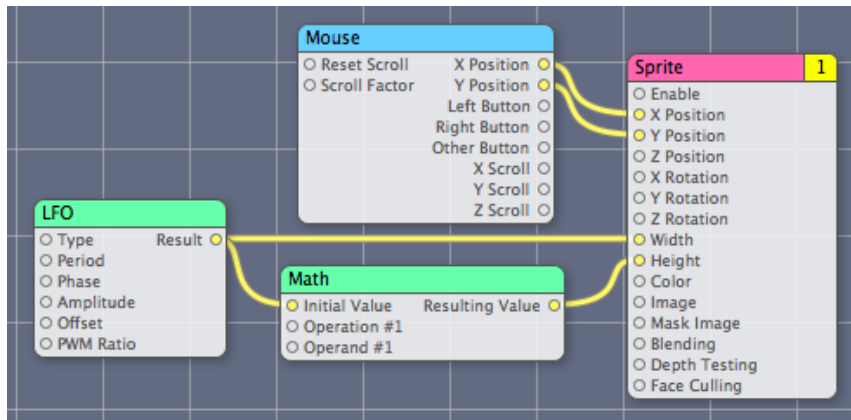 Mouse
Reset Scroll X Position
Scroll Factor Y Position
Left Button
Right Button
Other Button
X Scroll
Y Scroll
Z Scroll
Sprite 1
Enable
X Position
Y Position
Z Position
X Rotation
Y Rotation
Z Rotation
Width
Height
Color
Image
Mask Image
Blending
Depth Testing
Face Culling
LFO
Type Result
Period
Phase
Amplitude
Offset
PWM Ratio
Math
Initial Value Resulting Value
Operation #1
Operand #1